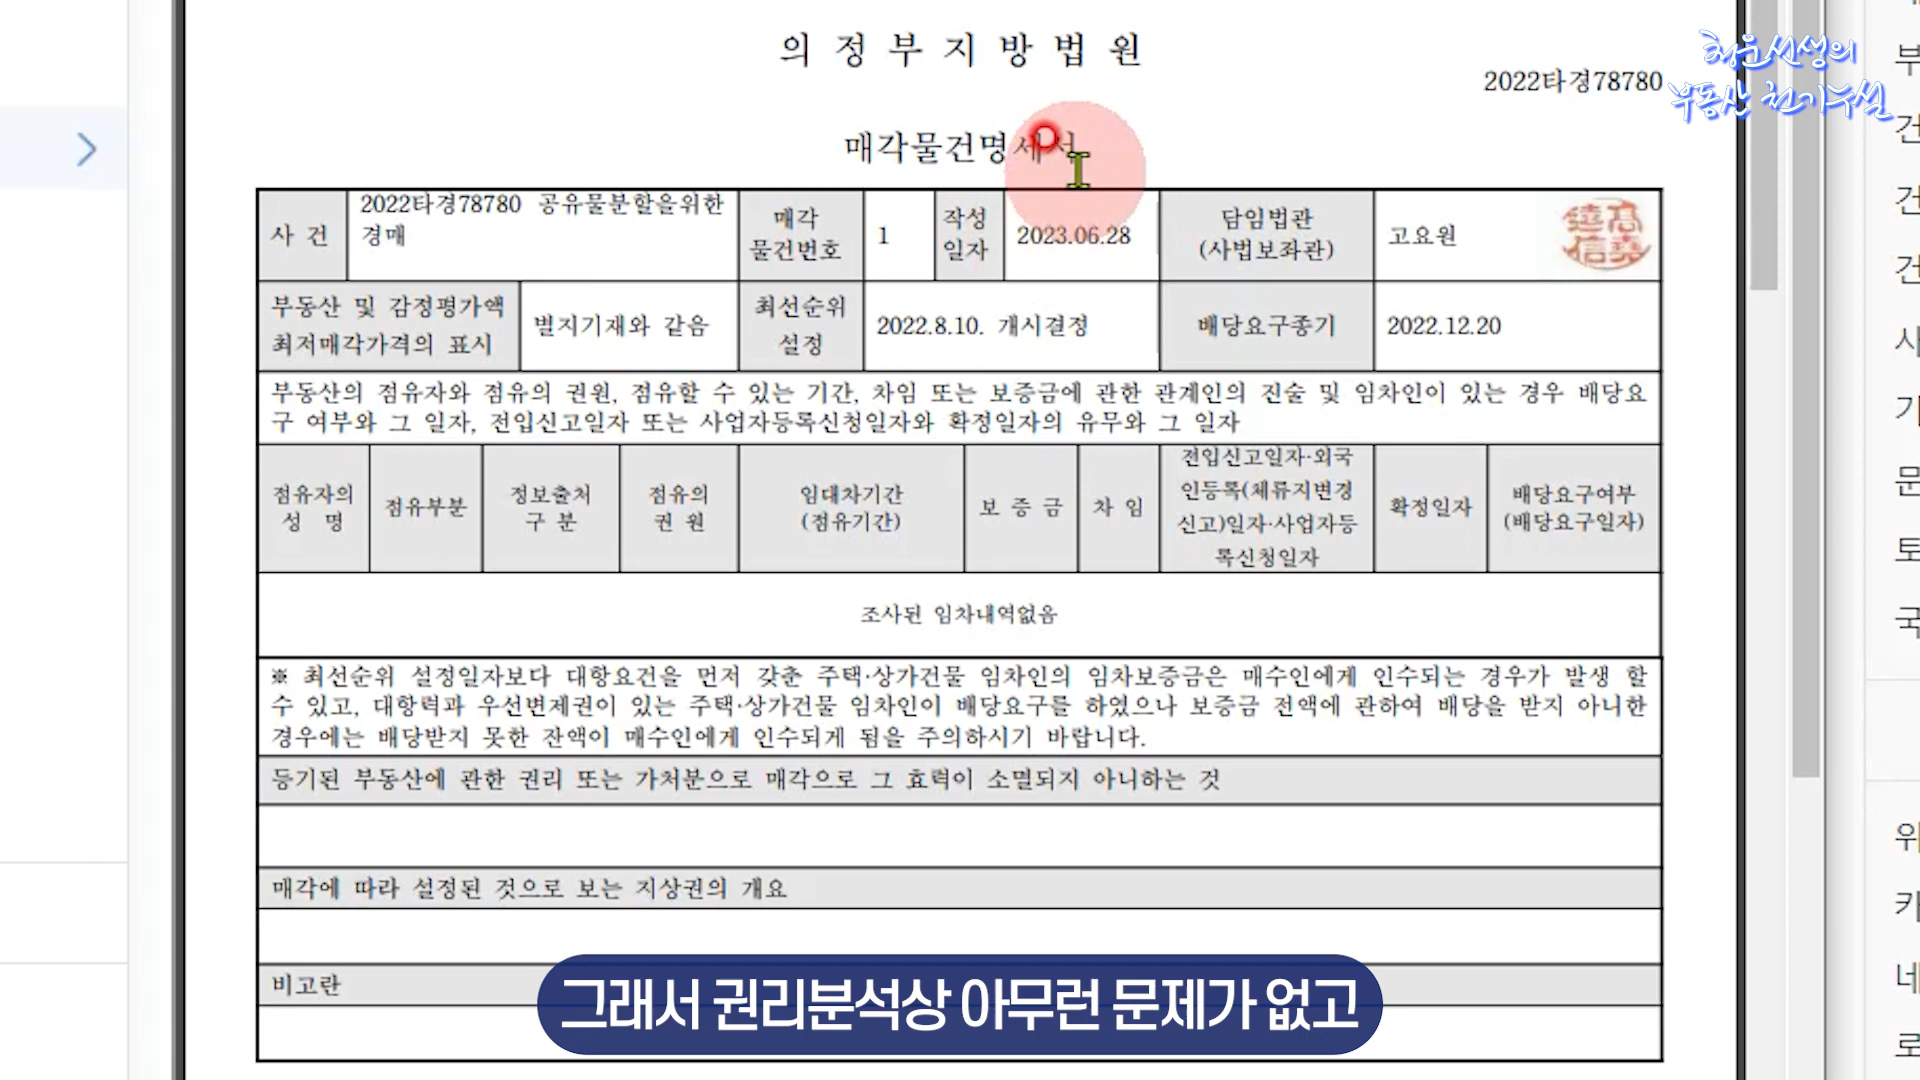 의 정 부 지 방 법 원
2022타경78780
청운선생의
부동산 천기누설
매각물건명세서
사 건
2022타경78780 공유물분할을위한
경매
매각
물건번호
1
작성
일자
2023.06.28
담임법관
(사법보좌관)
고요원
부동산 및 감정평가액
최저매각가격의 표시
별지기재와 같음
최선순위
설정
2022.8.10. 개시결정
배당요구종기
2022.12.20
부동산의 점유자와 점유의 권원, 점유할 수 있는 기간, 차임 또는 보증금에 관한 관계인의 진술 및 임차인이 있는 경우 배당요
구 여부와 그 일자, 전입신고일자 또는 사업자등록신청일자와 확정일자의 유무와 그 일자
점유자의
성 명
점유부분
정보출처
구 분
점유의
권 원
임대차기간
(점유기간)
보 증 금
차 임
전입신고일자·외국
인등록(체류지변경
신고)일자·사업자등
록신청일자
확정일자
배당요구여부
(배당요구일자)
조사된 임차내역없음
※ 최선순위 설정일자보다 대항요건을 먼저 갖춘 주택·상가건물 임차인의 임차보증금은 매수인에게 인수되는 경우가 발생 할
수 있고, 대항력과 우선변제권이 있는 주택·상가건물 임차인이 배당요구를 하였으나 보증금 전액에 관하여 배당을 받지 아니한
경우에는 배당받지 못한 잔액이 매수인에게 인수되게 됨을 주의하시기 바랍니다.
등기된 부동산에 관한 권리 또는 가처분으로 매각으로 그 효력이 소멸되지 아니하는 것
매각에 따라 설정된 것으로 보는 지상권의 개요
비고란
그래서 권리분석상 아무런 문제가 없고